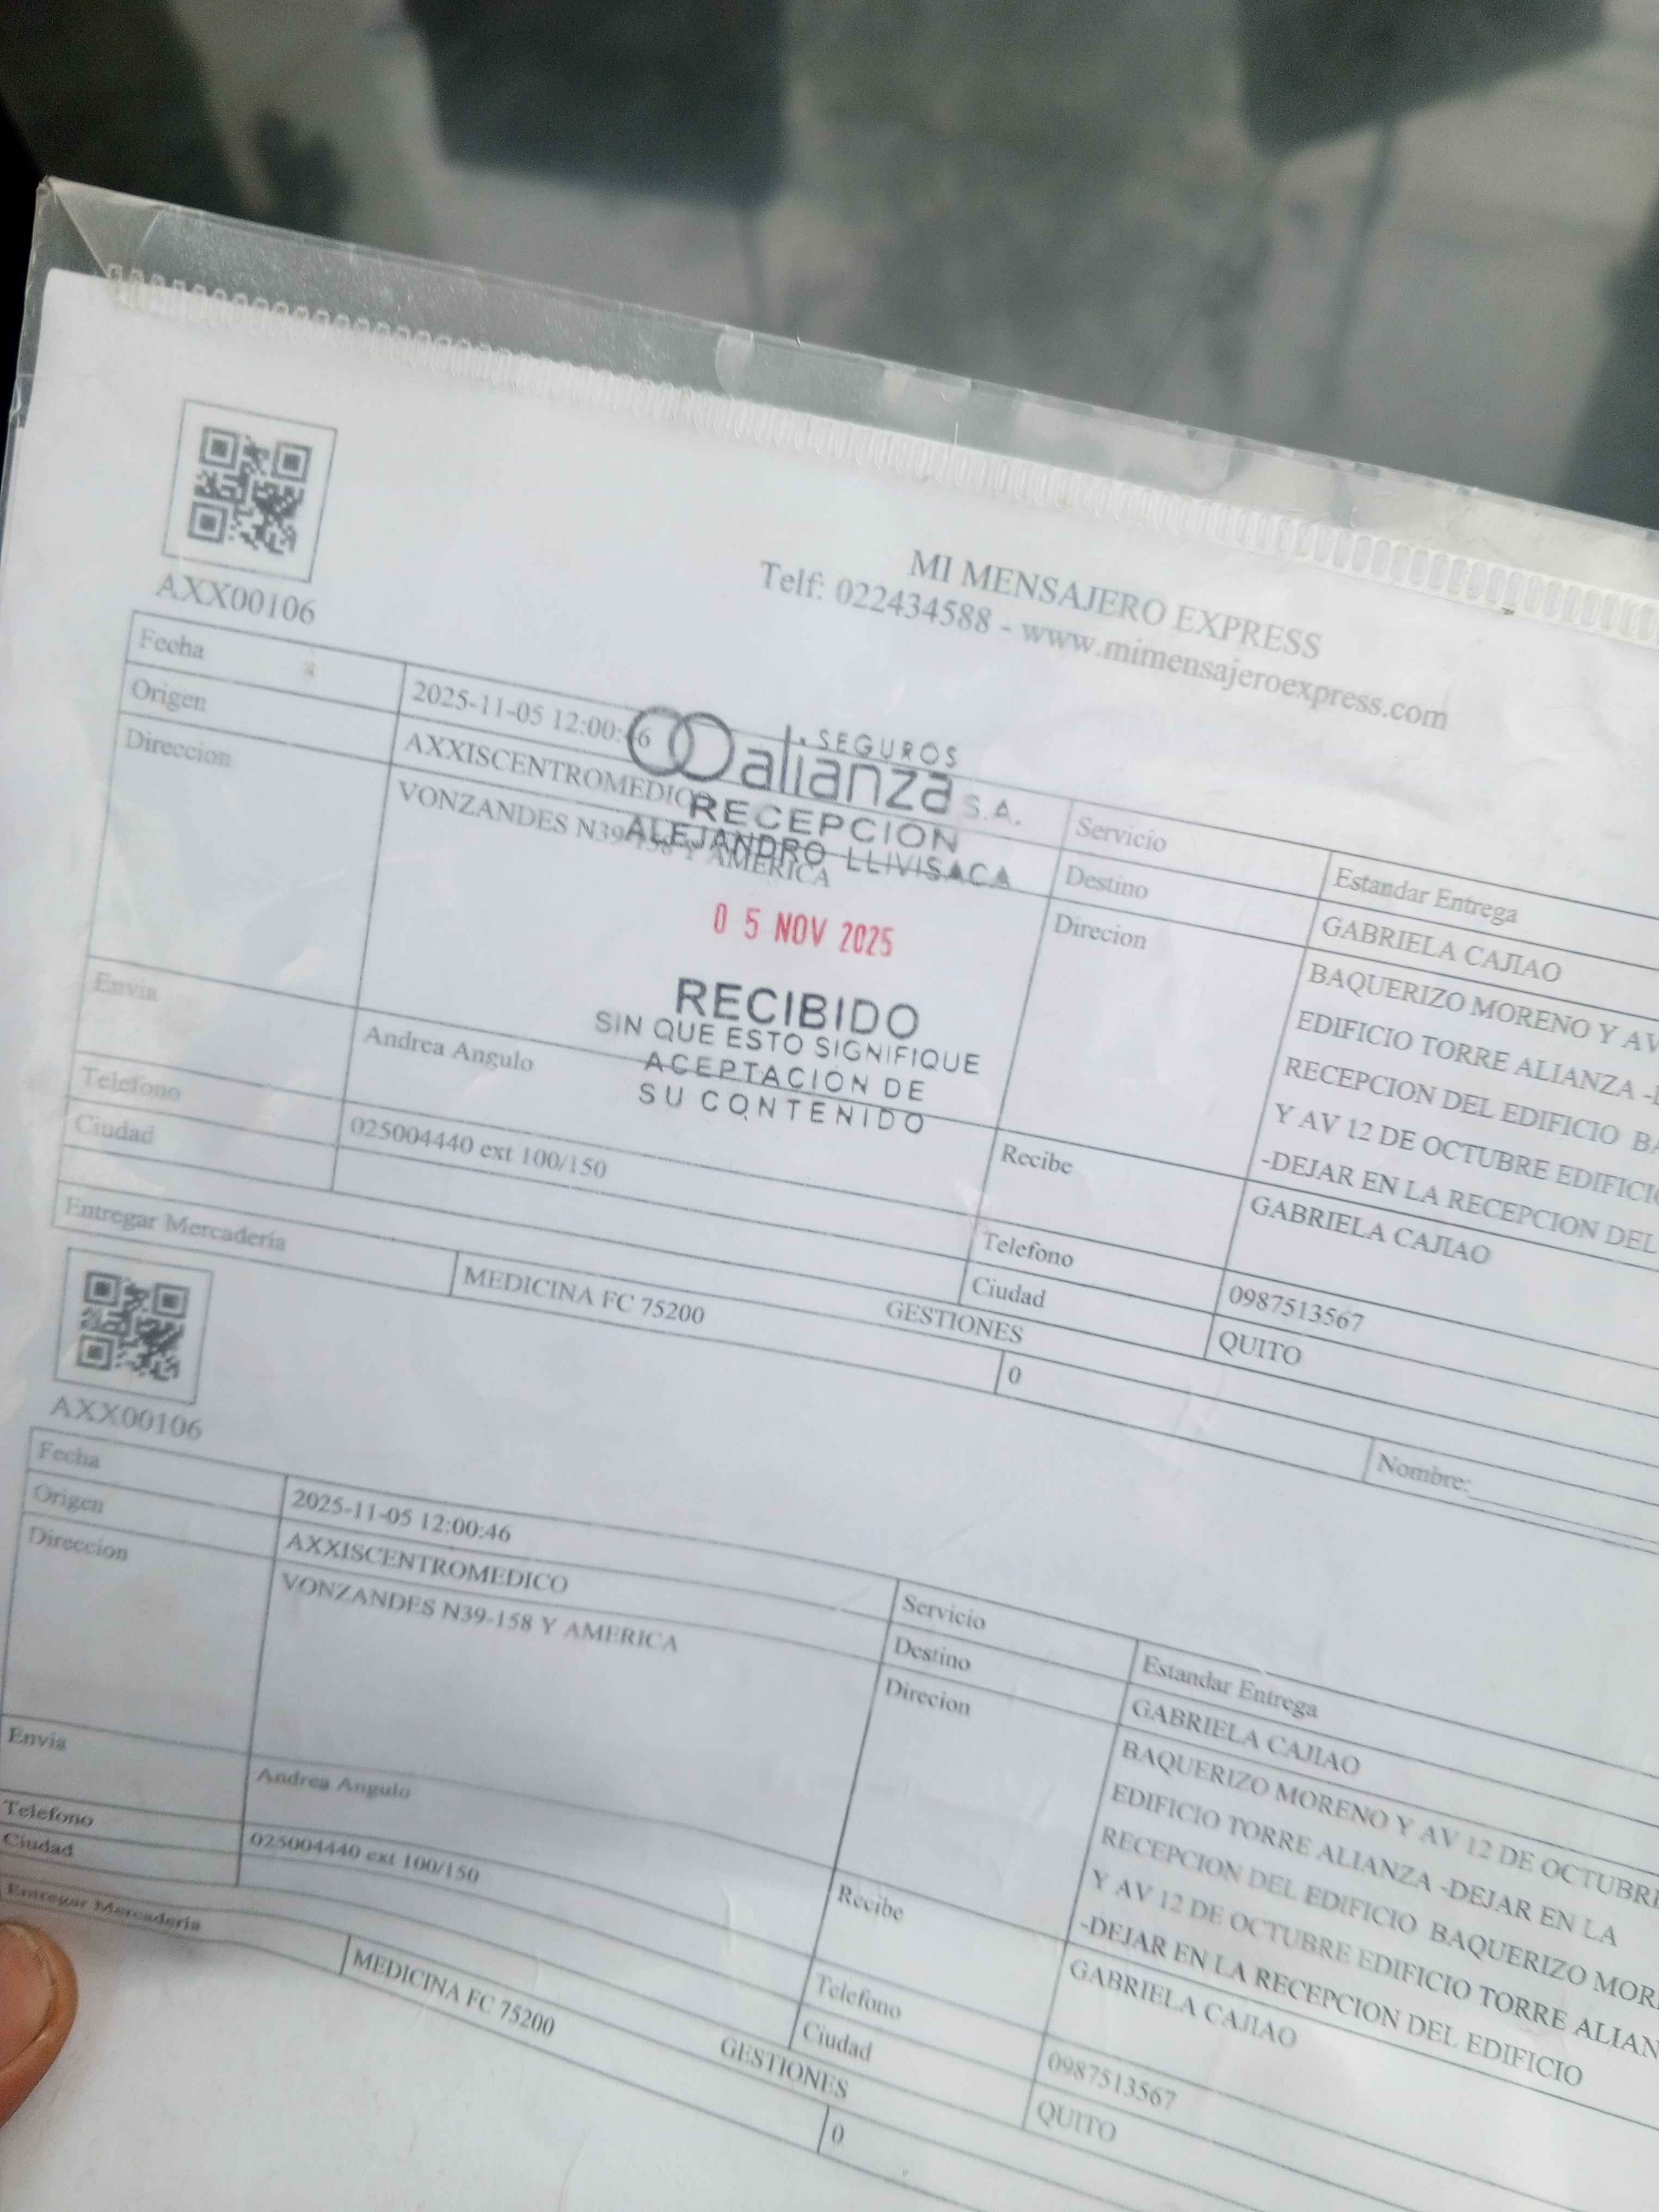 AXX00106
MI MENSAJERO EXPRESS
Telf: 022434588 - www.mimensajeroexpress.com
Fecha
2025-11-05 12:00:46
Servicio
Estandar Entrega
Origen
AXXISCENTROMEDICO
Destino
GABRIELA CAJIAO
Direccion
VONZANDES N39-158 Y AMERICA
Direcion
BAQUERIZO MORENO Y AV
EDIFICIO TORRE ALIANZA
RECEPCION DEL EDIFICIO
Y AV 12 DE OCTUBRE EDIFICIO
-DEJAR EN LA RECEPCION DEL
SEGUROS
alianza S.A.
RECEPCION
ALEJANDRO LLIVISACA
05 NOV 2025
RECIBIDO
SIN QUE ESTO SIGNIFIQUE
ACEPTACION DE
SU CONTENIDO
Envia
Andrea Angulo
Recibe
GABRIELA CAJIAO
Telefono
025004440 ext 100/150
Telefono
0987513567
Ciudad
Ciudad
QUITO
GESTIONES
Entregar Mercadería
MEDICINA FC 75200
0
Nombre:
AXX00106
Fecha
2025-11-05 12:00:46
Servicio
Estandar Entrega
Origen
AXXISCENTROMEDICO
Destino
GABRIELA CAJIAO
Direccion
VONZANDES N39-158 Y AMERICA
Direcion
BAQUERIZO MORENO Y AV 12 DE OCTUBRE
EDIFICIO TORRE ALIANZA -DEJAR EN LA
RECEPCION DEL EDIFICIO BAQUERIZO MOR
Y AV 12 DE OCTUBRE EDIFICIO TORRE ALIAN
-DEJAR EN LA RECEPCION DEL EDIFICIO
Envia
Andrea Angulo
Recibe
GABRIELA CAJIAO
Telefono
025004440 ext 100/150
Telefono
0987513567
Ciudad
Ciudad
QUITO
GESTIONES
Entregar Mercadería
MEDICINA FC 75200
0